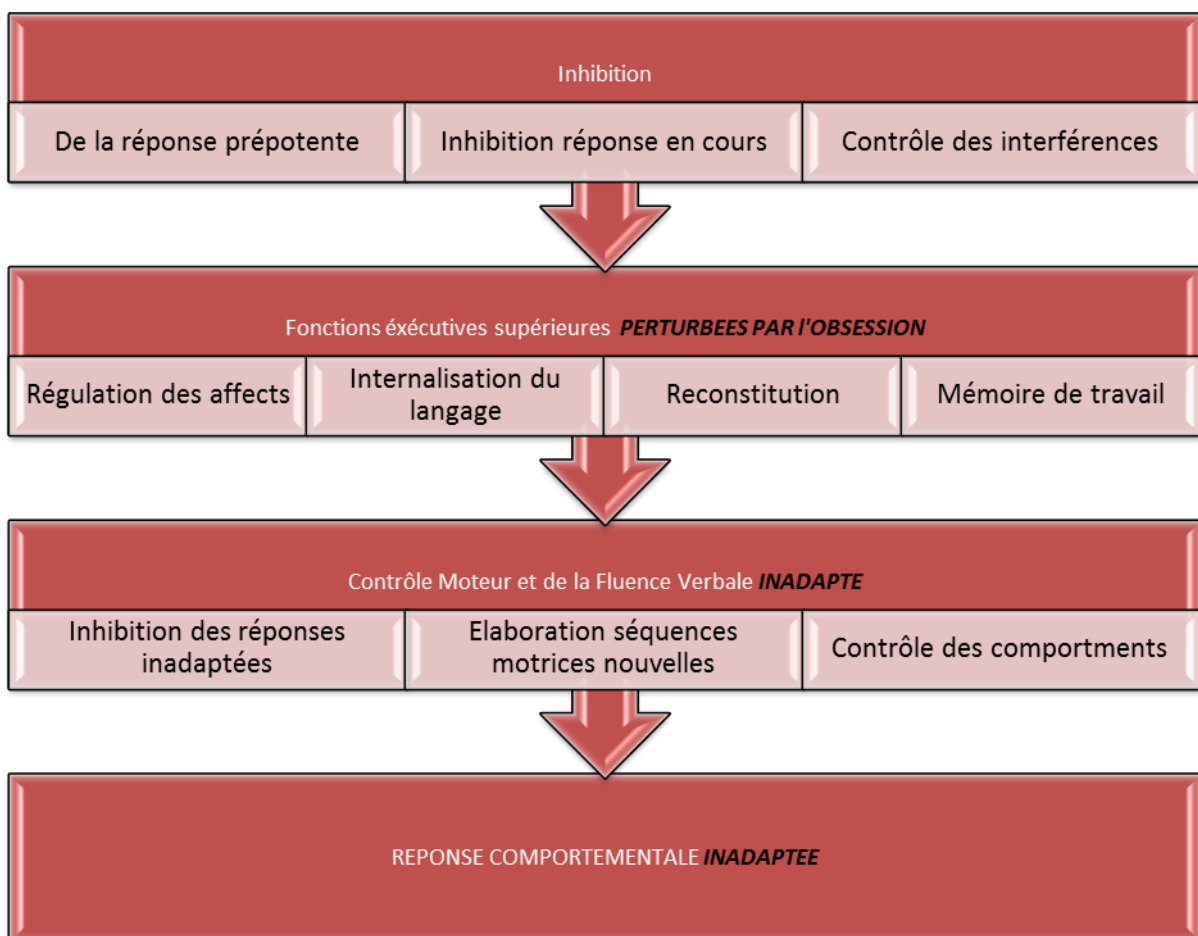 Inhibition
De la réponse prépotente
Inhibition réponse en cours
Contrôle des interférences
Fonctions éxécutives supérieures PERTURBEES PAR l'OBSESSION
Régulation des affects
Internalisation du
langage
Reconstitution
Mémoire de travail
Contrôle Moteur et de la Fluence Verbale INADAPTE
Inhibition des réponses
inadaptées
Elaboration séquences
motrices nouvelles
Contrôle des comportments
REPONSE COMPORTEMENTALE INADAPTEE